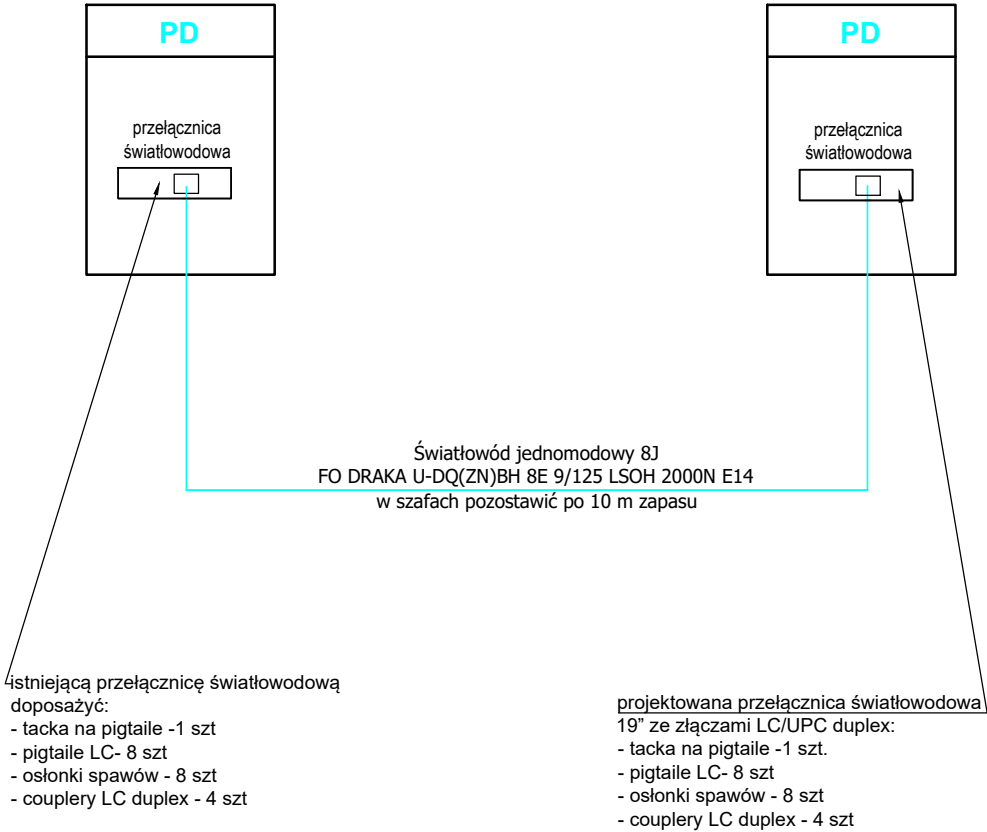 PD
przełącznica
światłowodowa
PD
przełącznica
światłowodowa
Światłowód jednomodowy 8J
FO DRAKA U-DQ(ZN)BH 8E 9/125 LSOH 2000N E14
w szafach pozostawić po 10 m zapasu
istniejącą przełącznicę światłowodową
doposażyć:
- tacka na pigtaile -1 szt
- pigtaile LC- 8 szt
- osłonki spawów - 8 szt
- couplery LC duplex - 4 szt
projektowana przełącznica światłowodowa
19” ze złączami LC/UPC duplex:
- tacka na pigtaile -1 szt.
- pigtaile LC- 8 szt
- osłonki spawów - 8 szt
- couplery LC duplex - 4 szt